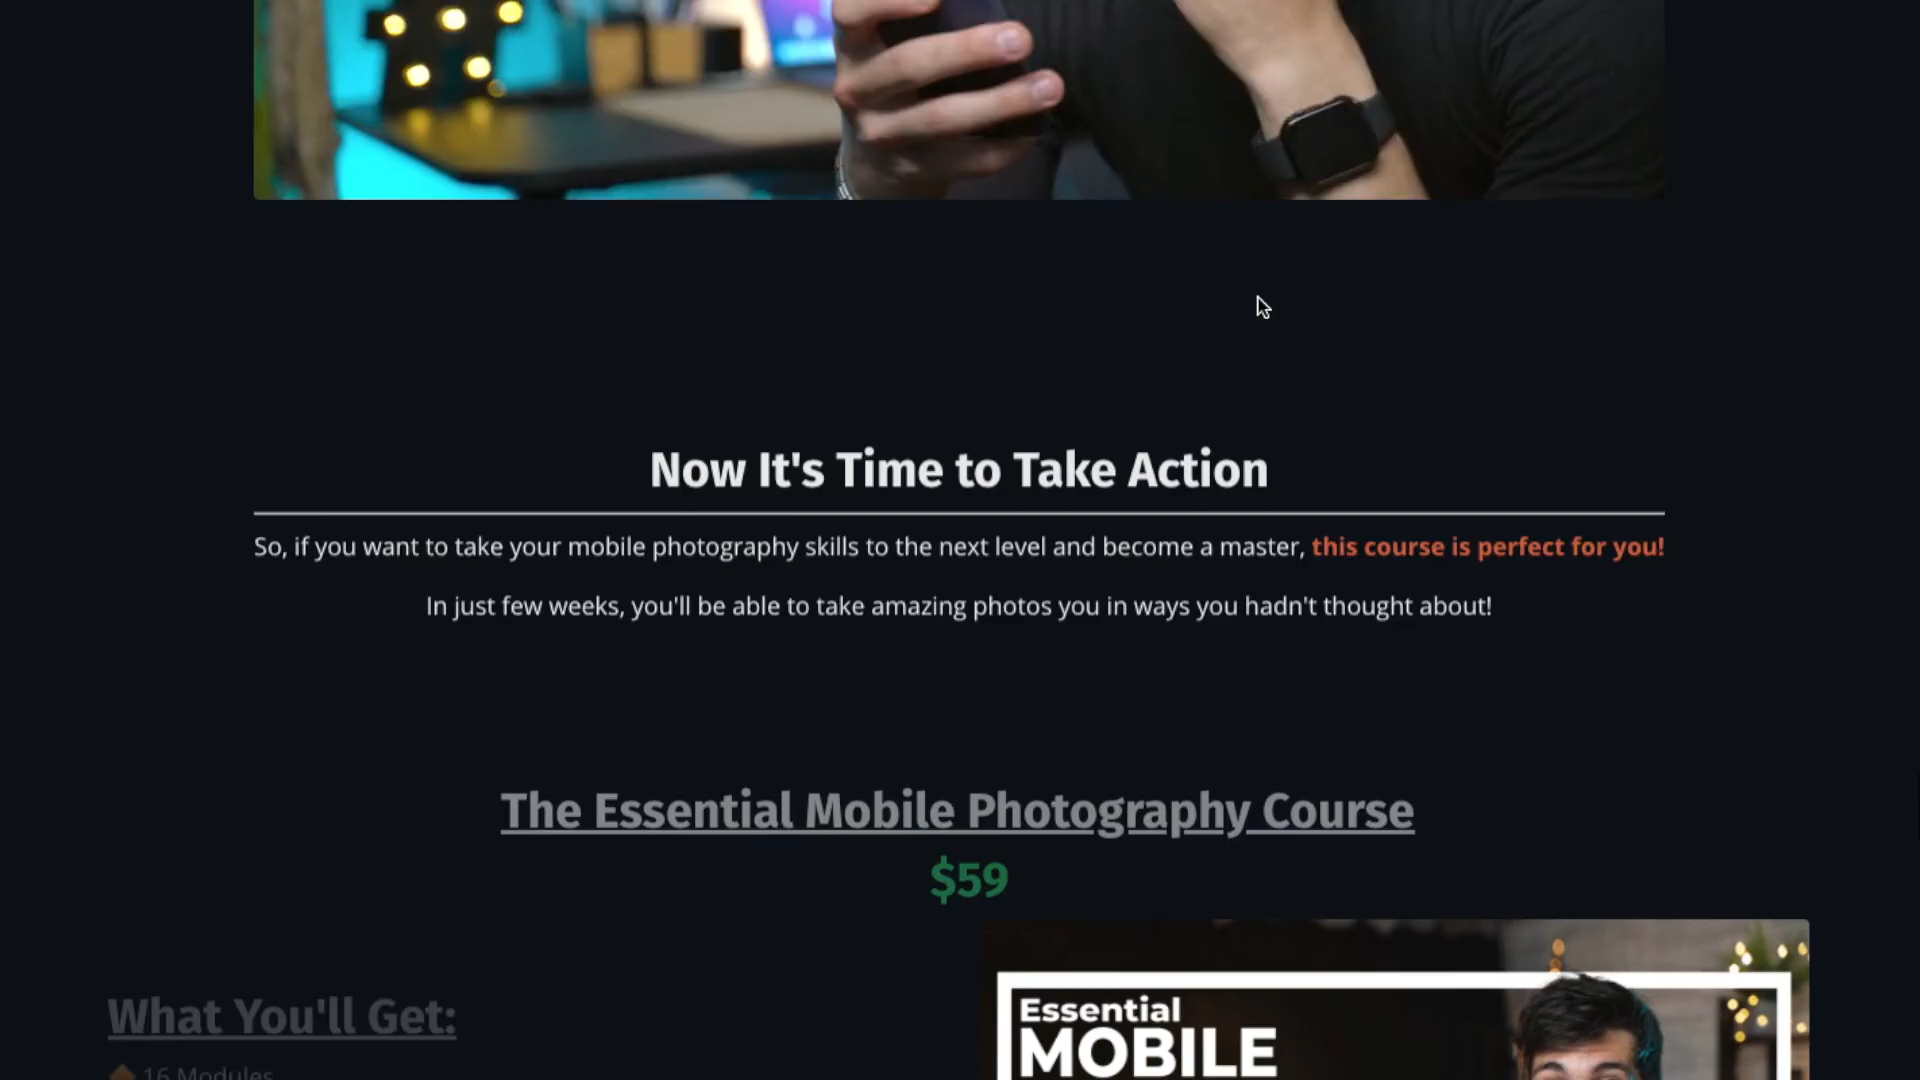 Now It's Time to Take Action
So, if you want to take your mobile photography skills to the next level and become a master, this course is perfect for you!
In just few weeks, you'll be able to take amazing photos you in ways you hadn't thought about!
The Essential Mobile Photography Course
$59
What You'll Get:
16 Modules
Essential
MOBILE